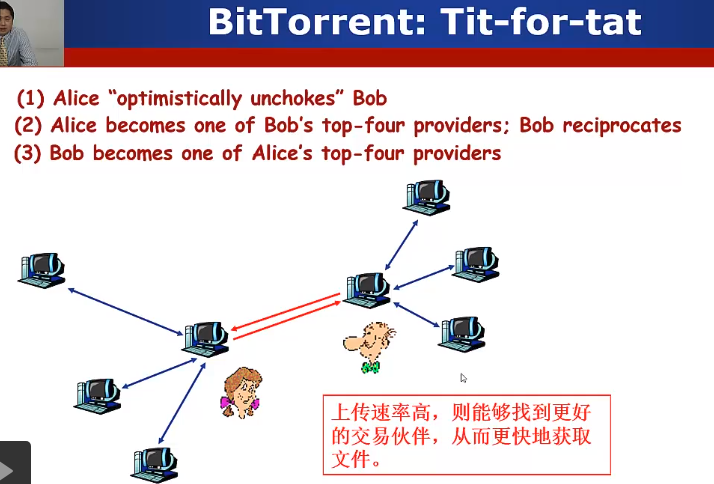 BitTorrent: Tit-for-tat
(1) Alice “optimistically unchokes” Bob
(2) Alice becomes one of Bob’s top-four providers; Bob reciprocates
(3) Bob becomes one of Alice’s top-four providers
上传速率高，则能够找到更好
的交易伙伴，从而更快地获取
文件。